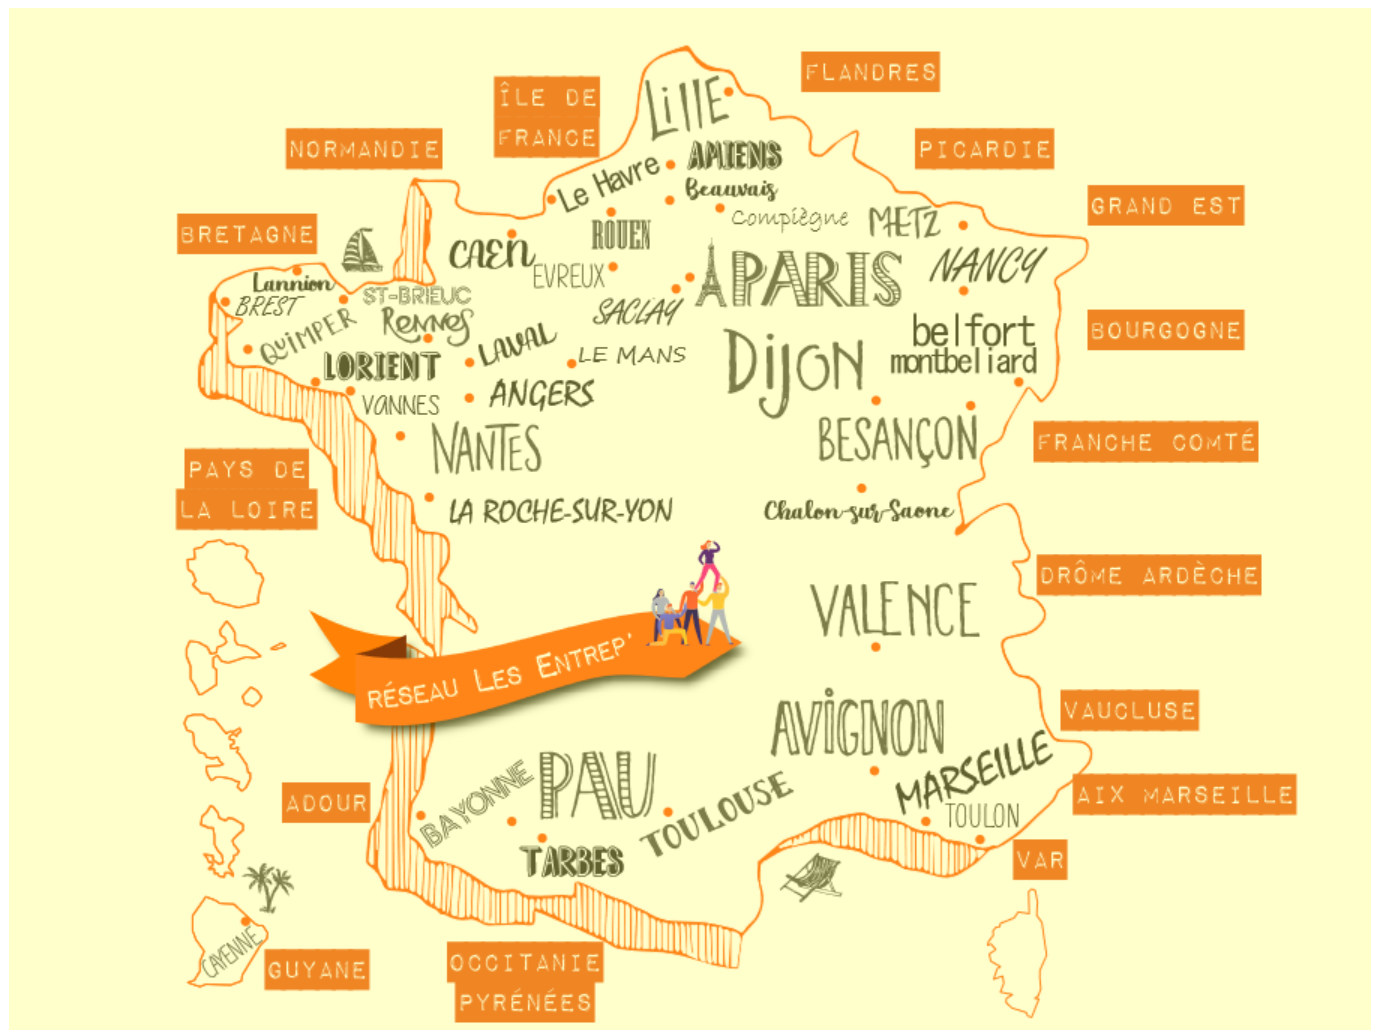 FLANDRES
ÎLE DE
FRANCE
LILLE
NORMANDIE
PICARDIE
AMIENS
Le Havre
Beauvais
GRAND EST
Compiègne
METZ
BRETAGNE
ROUEN
CAEN
NANCY
EVREUX
PARIS
Lannion
BREST
ST-BRIEUC
SACLAY
QUIMPER
Rennes
belfort
montbeliard
BOURGOGNE
LAVAL
LE MANS
DIJON
LORIENT
VANNES
ANGERS
NANTES
BESANÇON
FRANCHE COMTÉ
PAYS DE
LA LOIRE
LA ROCHE-SUR-YON
Chalon-sur-Saone
DRÔME ARDÈCHE
VALENCE
RÉSEAU LES ENTREP'
VAUCLUSE
AVIGNON
MARSEILLE
AIX MARSEILLE
ADOUR
BAYONNE
PAU
TOULOUSE
TOULON
TARBES
VAR
CAYENNE
GUYANE
OCCITANIE
PYRÉNÉES